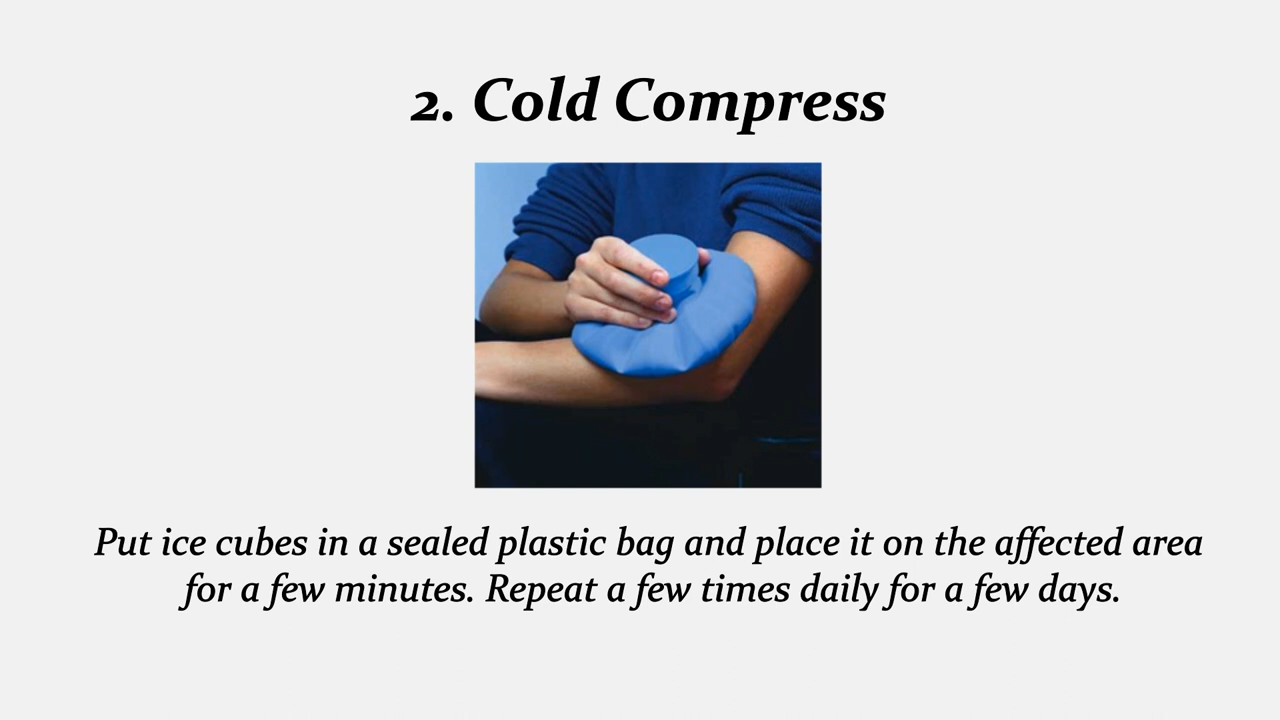 2. Cold Compress
Put ice cubes in a sealed plastic bag and place it on the affected area
for a few minutes. Repeat a few times daily for a few days.